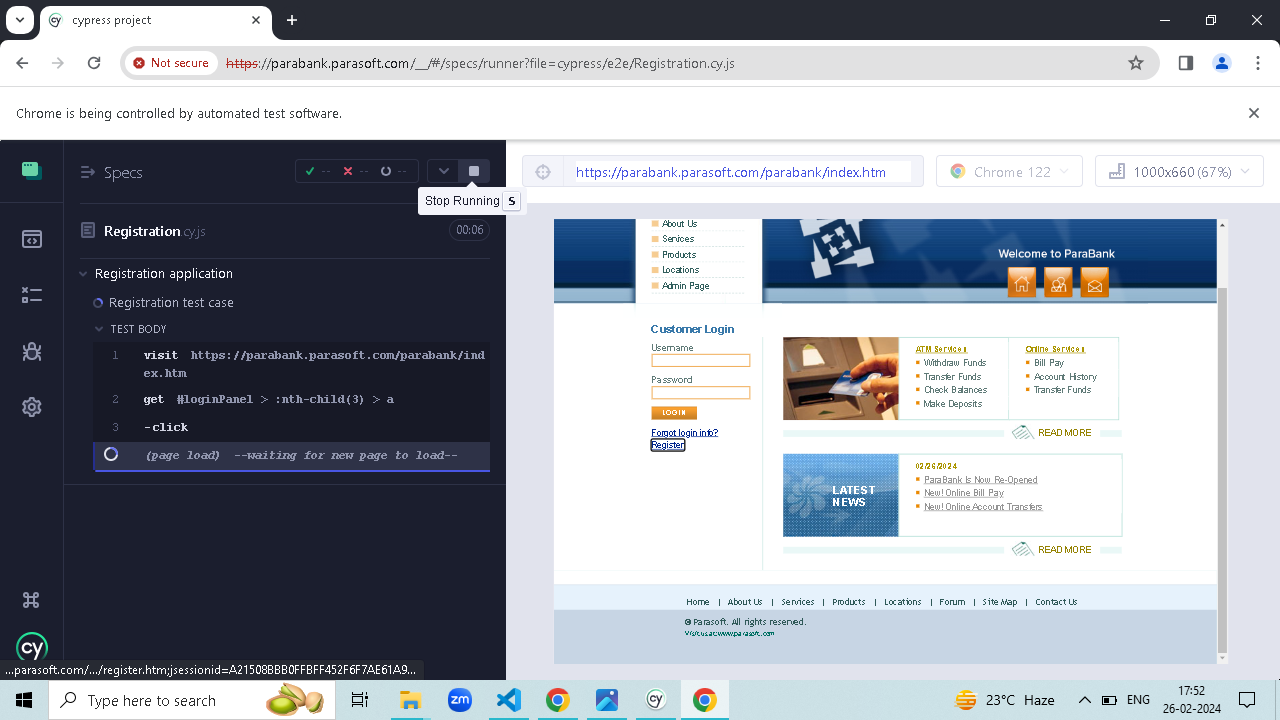 cypress project
Not secure
https://parabank.parasoft.com/__/#/specs/runner?file=cypress/e2e/Registration.cy.js
Chrome is being controlled by automated test software.
Specs
-- -- --
https://parabank.parasoft.com/parabank/index.htm
Chrome 122
1000x660 (67%)
Stop Running S
Registration cy.js
00:06
Registration application
Registration test case
TEST BODY
1 visit https://parabank.parasoft.com/parabank/ind
ex.htm
2 get #loginPanel > :nth-child(3) > a
3 -click
(page load) --waiting for new page to load--
About Us
Services
Products
Locations
Admin Page
Welcome to ParaBank
Customer Login
Username
Password
LOGIN
Forgot login info?
Register
ATM Services
Withdraw Funds
Transfer Funds
Check Balances
Make Deposits
Online Services
Bill Pay
Account History
Transfer Funds
READ MORE
LATEST
NEWS
02/26/2024
ParaBank Is Now Re-Opened
New! Online Bill Pay
New! Online Account Transfers
READ MORE
Home | About Us | Services | Products | Locations | Forum | Site Map | Contact Us
© Parasoft. All rights reserved.
Visit us at:www.parasoft.com
cy
...parasoft.com/.../register.htm;jsessionid=A21508BBB0FFBFF452F6F7AE61A9...
Type here to search
zm
cy
23°C Haze
ENG
17:52
26-02-2024